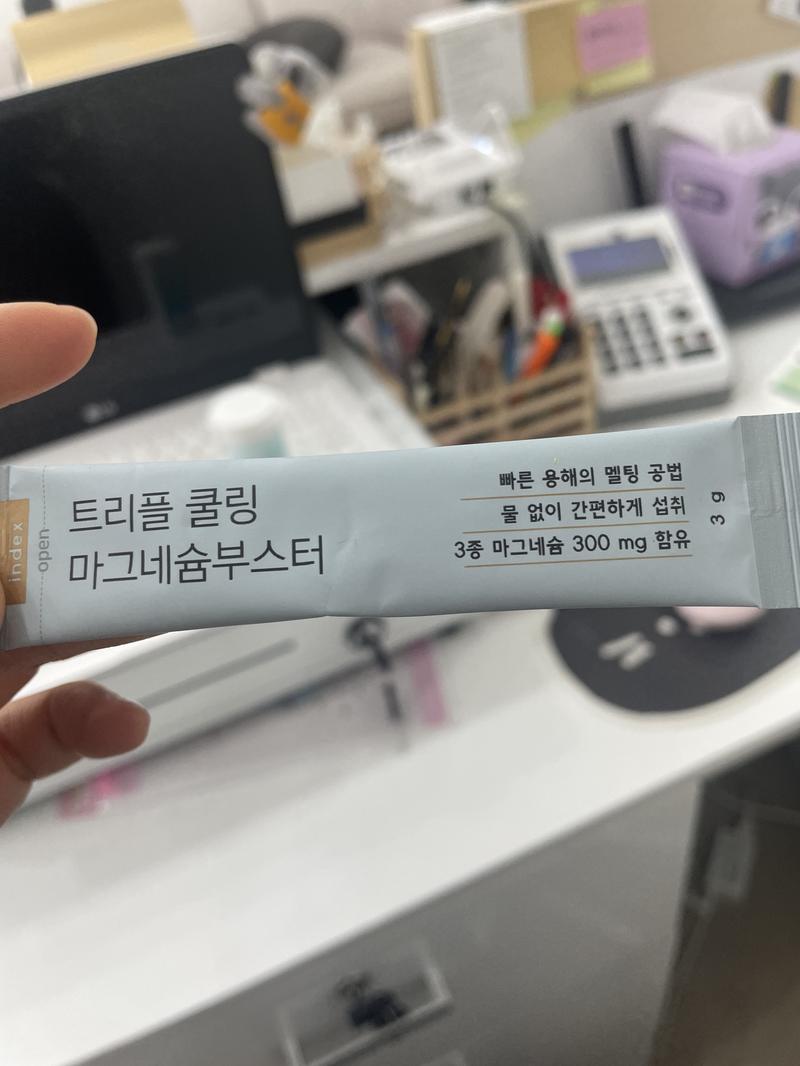 index
open
트리플 쿨링
마그네슘부스터
빠른 용해의 멜팅 공법
물 없이 간편하게 섭취
3종 마그네슘 300 mg 함유
3 g